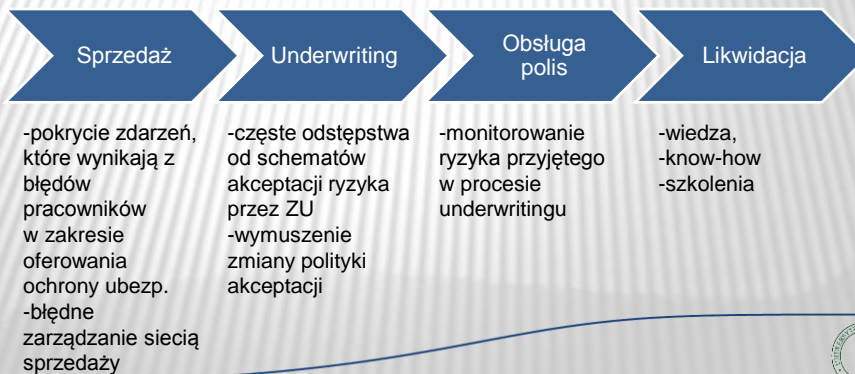 Sprzedaż
Underwriting
Obsługa
polis
Likwidacja
-pokrycie zdarzeń,
które wynikają z
błędów
pracowników
w zakresie
oferowania
ochrony ubezp.
-błędne
zarządzanie siecią
sprzedaży
-częste odstępstwa
od schematów
akceptacji ryzyka
przez ZU
-wymuszenie
zmiany polityki
akceptacji
-monitorowanie
ryzyka przyjętego
w procesie
underwritingu
-wiedza,
-know-how
-szkolenia